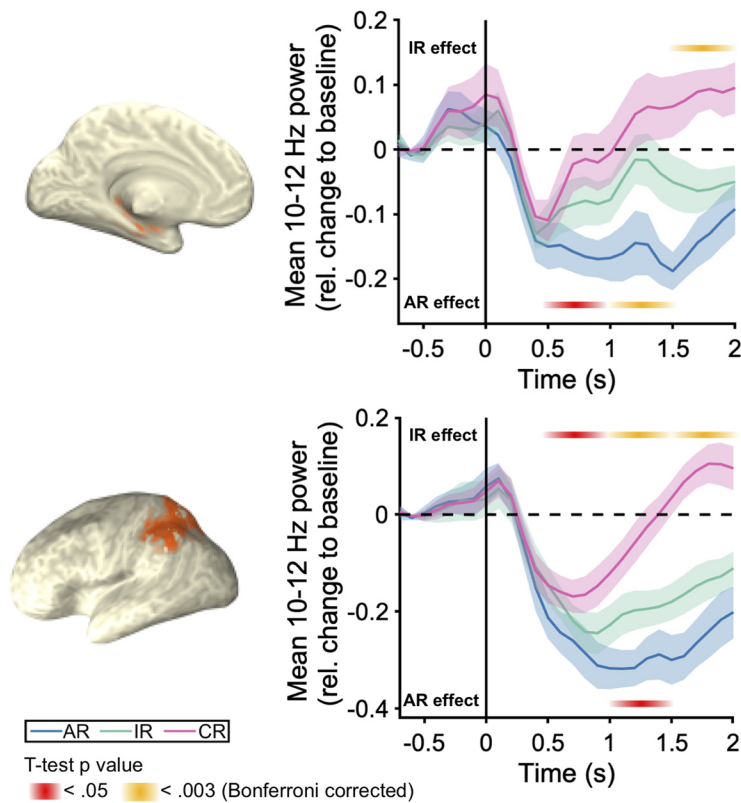 0.2
IR effect
0.1
0
-0.1
-0.2
AR effect
Mean 10-12 Hz power
(rel. change to baseline)
-0.5 0 0.5 1 1.5 2
Time (s)
0.2
IR effect
0
-0.2
AR effect
-0.4
Mean 10-12 Hz power
(rel. change to baseline)
-0.5 0 0.5 1 1.5 2
Time (s)
AR IR CR
T-test p value
< .05 < .003 (Bonferroni corrected)